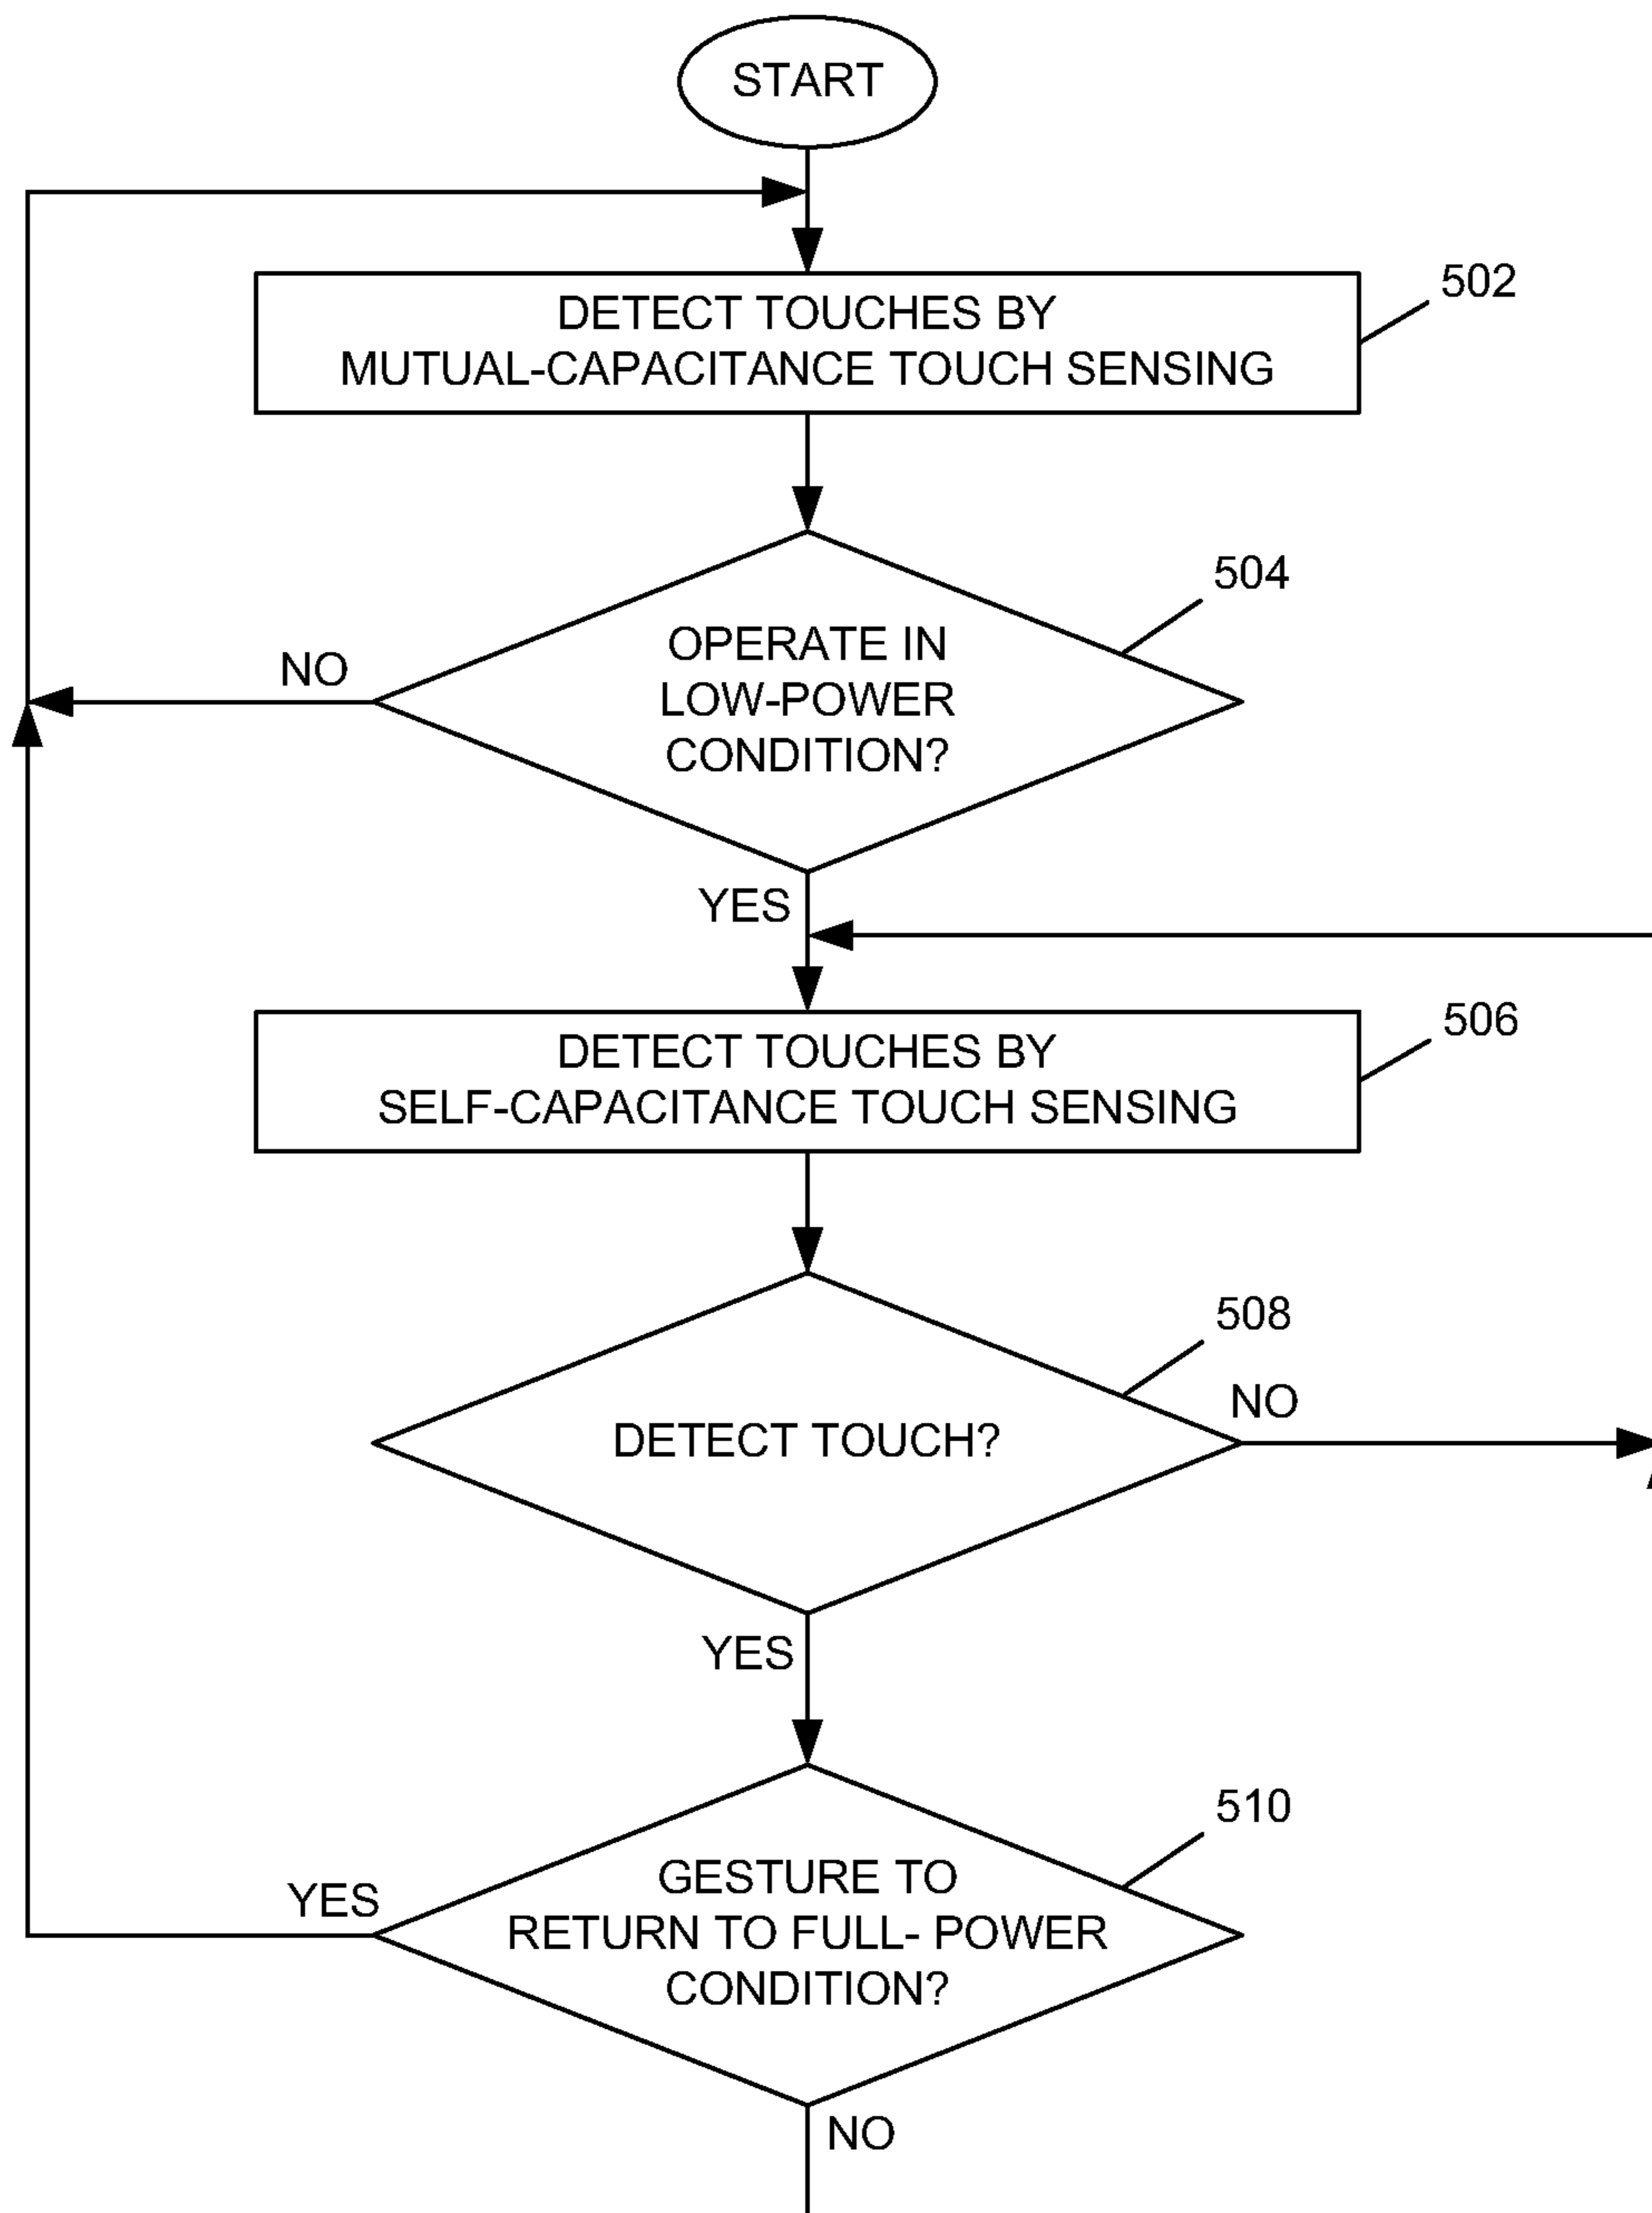 START
DETECT TOUCHES BY
MUTUAL-CAPACITANCE TOUCH SENSING
502
504
OPERATE IN
LOW-POWER
CONDITION?
NO
YES
DETECT TOUCHES BY
SELF-CAPACITANCE TOUCH SENSING
506
508
DETECT TOUCH?
NO
YES
510
GESTURE TO
RETURN TO FULL- POWER
CONDITION?
YES
NO